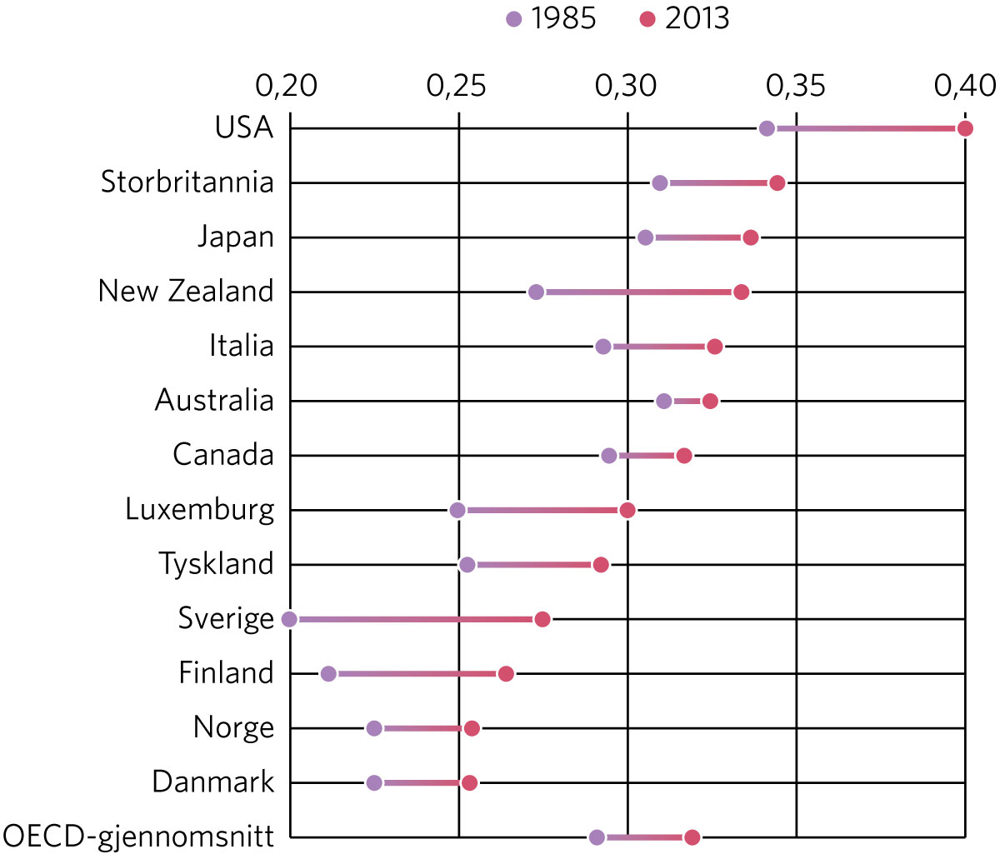 1985 2013
0,20 0,25 0,30 0,35 0,40
USA
Storbritannia
Japan
New Zealand
Italia
Australia
Canada
Luxemburg
Tyskland
Sverige
Finland
Norge
Danmark
OECD-gjennomsnitt